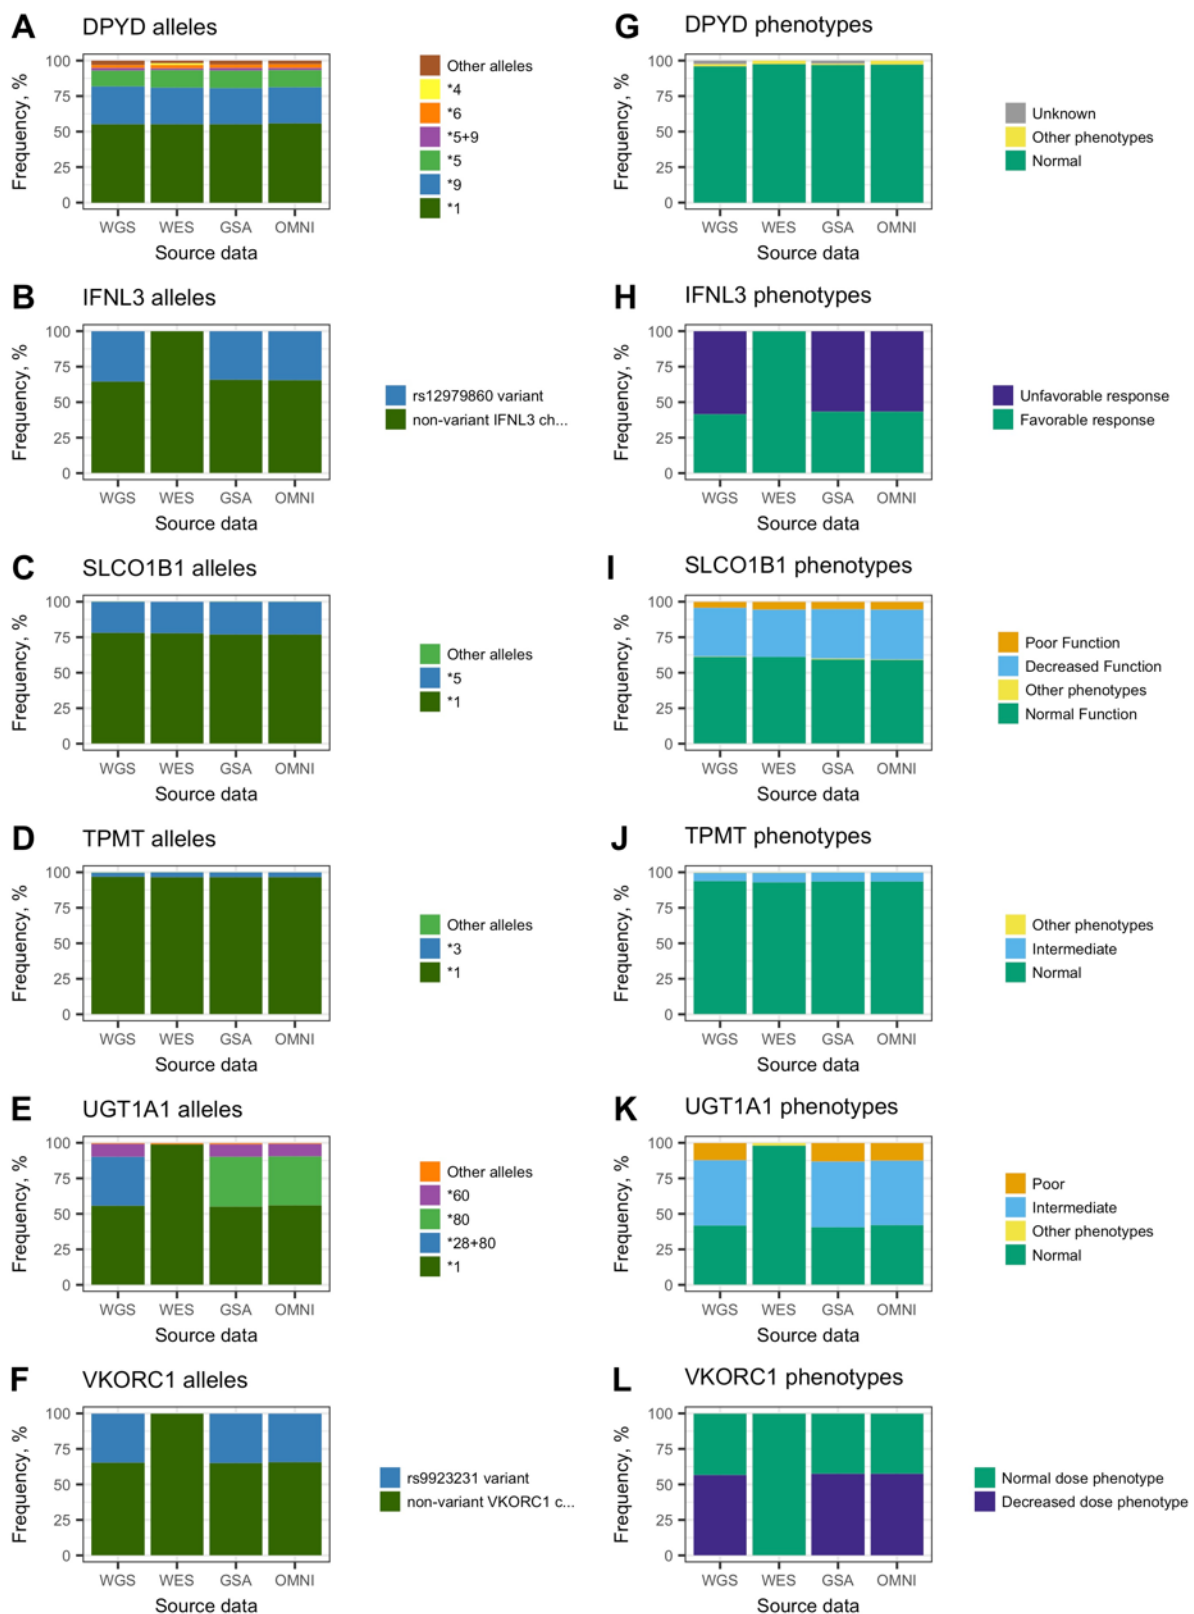 A DPYD alleles
Frequency, %
100
75
50
25
0
WGS WES GSA OMNI
Source data
Other alleles
*4
*6
*5+9
*5
*9
*1
G DPYD phenotypes
Frequency, %
100
75
50
25
0
WGS WES GSA OMNI
Source data
Unknown
Other phenotypes
Normal
B IFNL3 alleles
Frequency, %
100
75
50
25
0
WGS WES GSA OMNI
Source data
rs12979860 variant
non-variant IFNL3 ch...
H IFNL3 phenotypes
Frequency, %
100
75
50
25
0
WGS WES GSA OMNI
Source data
Unfavorable response
Favorable response
C SLCO1B1 alleles
Frequency, %
100
75
50
25
0
WGS WES GSA OMNI
Source data
Other alleles
*5
*1
I SLCO1B1 phenotypes
Frequency, %
100
75
50
25
0
WGS WES GSA OMNI
Source data
Poor Function
Decreased Function
Other phenotypes
Normal Function
D TPMT alleles
Frequency, %
100
75
50
25
0
WGS WES GSA OMNI
Source data
Other alleles
*3
*1
J TPMT phenotypes
Frequency, %
100
75
50
25
0
WGS WES GSA OMNI
Source data
Other phenotypes
Intermediate
Normal
E UGT1A1 alleles
Frequency, %
100
75
50
25
0
WGS WES GSA OMNI
Source data
Other alleles
*60
*80
*28+80
*1
K UGT1A1 phenotypes
Frequency, %
100
75
50
25
0
WGS WES GSA OMNI
Source data
Poor
Intermediate
Other phenotypes
Normal
F VKORC1 alleles
Frequency, %
100
75
50
25
0
WGS WES GSA OMNI
Source data
rs9923231 variant
non-variant VKORC1 c...
L VKORC1 phenotypes
Frequency, %
100
75
50
25
0
WGS WES GSA OMNI
Source data
Normal dose phenotype
Decreased dose phenotype